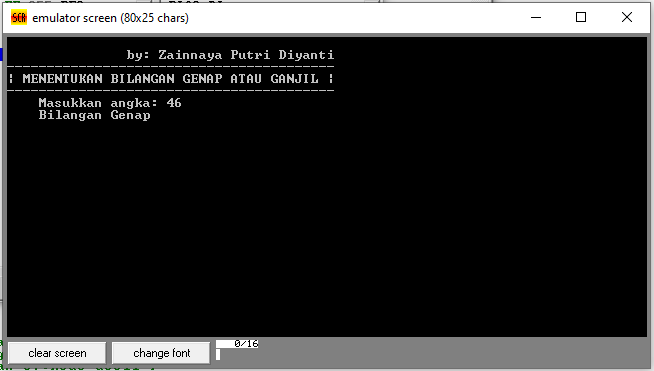 emulator screen (80x25 chars)
by: Zainnaya Putri Diyanti
----------------------------------------
¦ MENENTUKAN BILANGAN GENAP ATAU GANJIL ¦
----------------------------------------
Masukkan angka: 46
Bilangan Genap
clear screen
change font
0/16